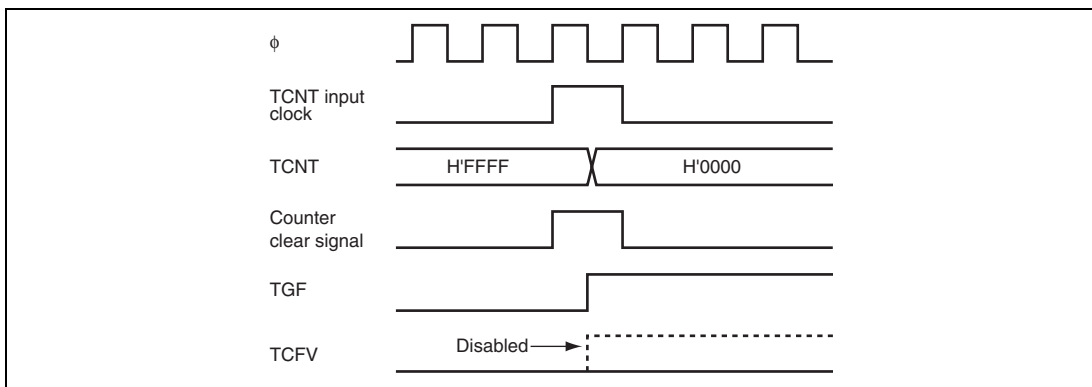 ϕ
TCNT input
clock
TCNT
H'FFFF
H'0000
Counter
clear signal
TGF
Disabled
TCFV